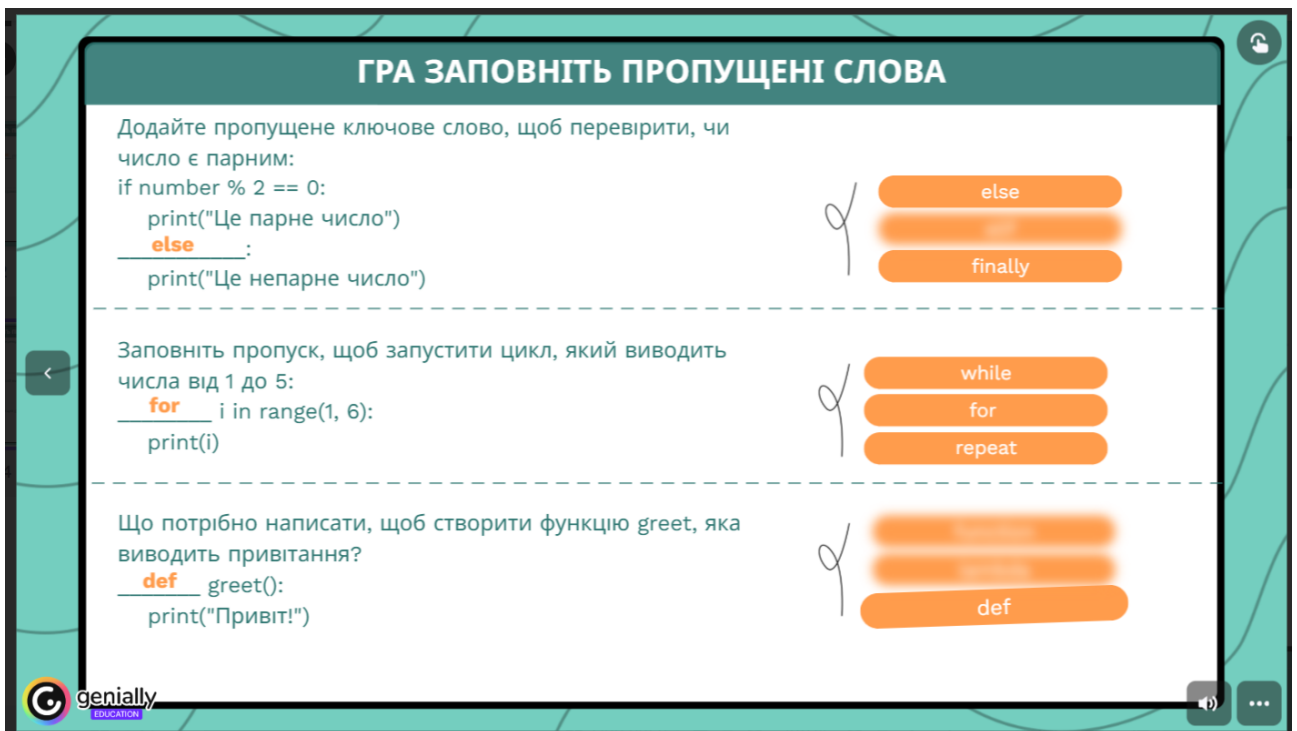 ГРА ЗАПОВНІТЬ ПРОПУЩЕНІ СЛОВА
Додайте пропущене ключове слово, щоб перевірити, чи
число є парним:
if number % 2 == 0:
print("Це парне число")
else:
print("Це непарне число")
else
finally
Заповніть пропуск, щоб запустити цикл, який виводить
числа від 1 до 5:
for i in range(1, 6):
print(i)
while
for
repeat
Що потрібно написати, щоб створити функцію greet, яка
виводить привітання?
def greet():
print("Привіт!")
def
genially
EDUCATION